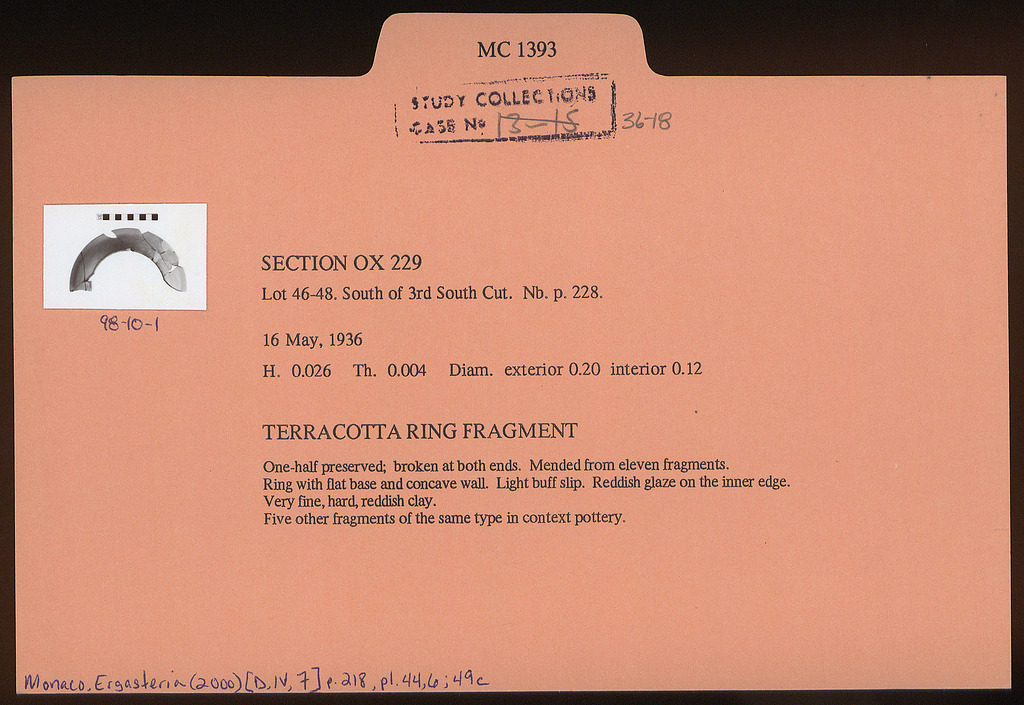 MC 1393
STUDY COLLECTIONS
CASE No 13-15 36-18
98-10-1
SECTION OX 229
Lot 46-48. South of 3rd South Cut. Nb. p. 228.
16 May, 1936
H. 0.026 Th. 0.004 Diam. exterior 0.20 interior 0.12
TERRACOTTA RING FRAGMENT
One-half preserved; broken at both ends. Mended from eleven fragments.
Ring with flat base and concave wall. Light buff slip. Reddish glaze on the inner edge.
Very fine, hard, reddish clay.
Five other fragments of the same type in context pottery.
Monaco, Ergasteria (2000) [D, IV, 7] p. 218, pl. 44,6; 49c